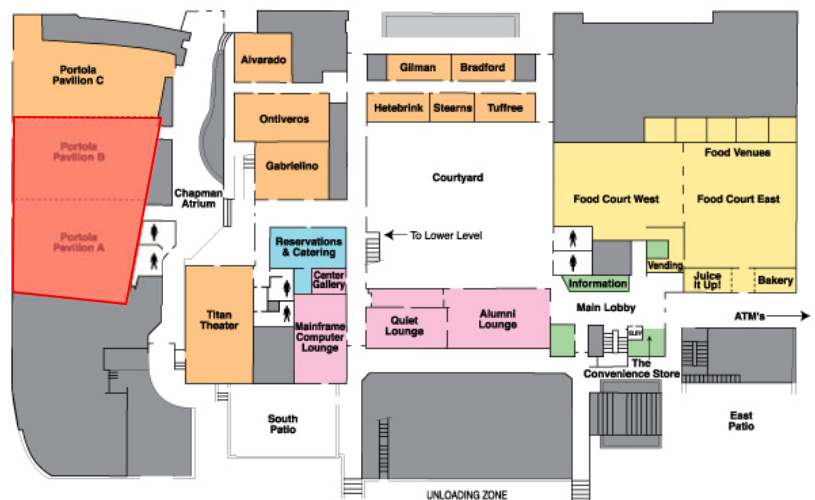 Portola
Pavilion C
Portola
Pavilion B
Portola
Pavilion A
Chapman
Atrium
Alvarado
Ontiveros
Gabrielino
Reservations
& Catering
Center
Gallery
Titan
Theater
Mainframe
Computer
Lounge
South
Patio
Gilman
Bradford
Hetebrink
Stearns
Tuffree
Courtyard
To Lower Level
Quiet
Lounge
Alumni
Lounge
UNLOADING ZONE
Food Venues
Food Court West
Food Court East
Vending
Information
Juice
It Up!
Bakery
Main Lobby
ATM's
ELEV
The
Convenience Store
East
Patio